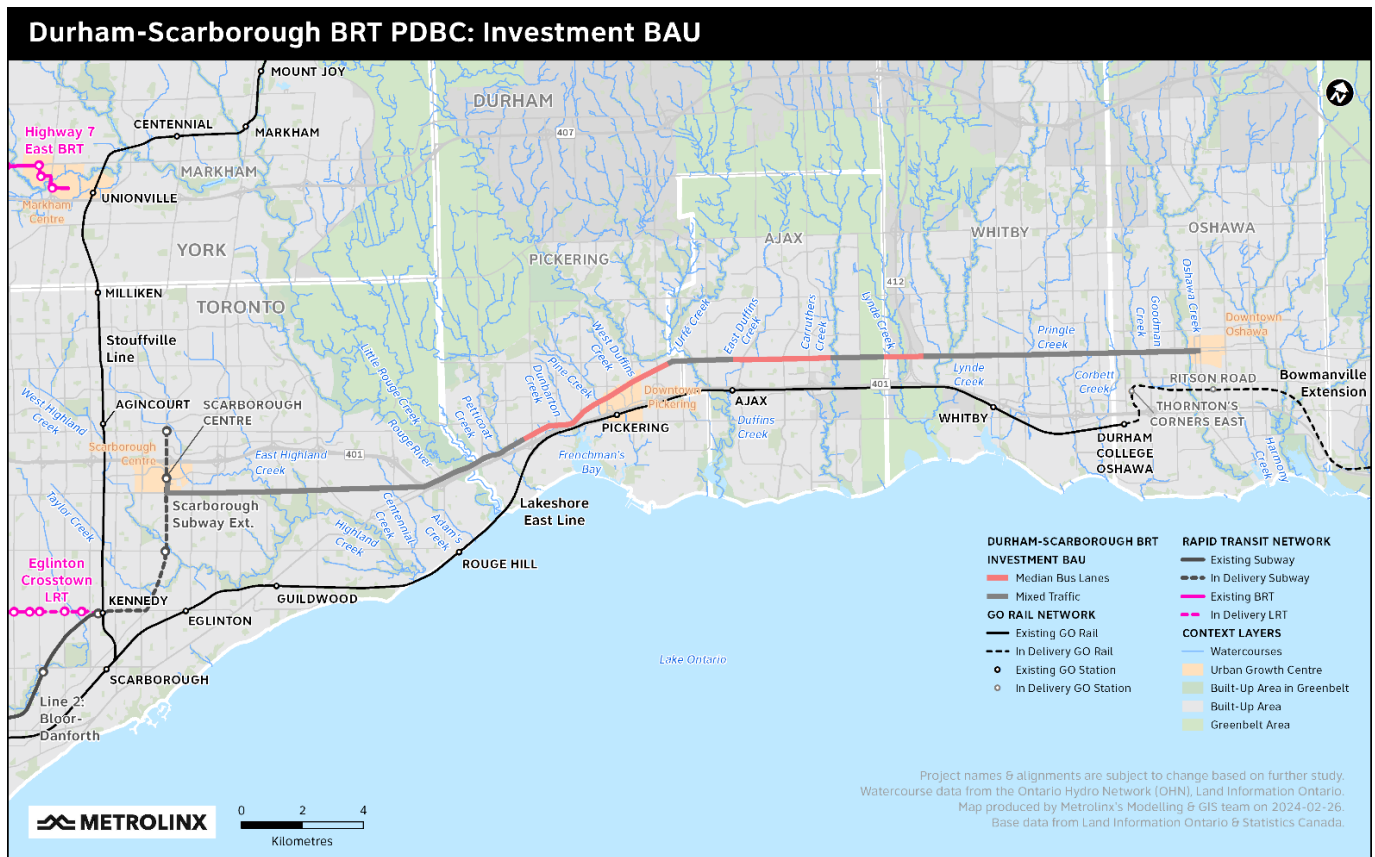 Durham-Scarborough BRT PDBC: Investment BAU
MOUNT JOY
DURHAM
CENTENNIAL
MARKHAM
407
Highway 7
East BRT
MARKHAM
UNIONVILLE
Markham
Centre
YORK
PICKERING
AJAX
WHITBY
OSHAWA
412
MILLIKEN
TORONTO
Stouffville
Line
Little Rouge Creek
Rouge River
Petticoat
Creek
Dunbarton
Creek
Pine Creek
West Duffins
Creek
Urfé Creek
East Duffins
Creek
Carruthers
Creek
Lynde Creek
Pringle
Creek
Goodman
Creek
Oshawa Creek
Downtown
Oshawa
Lynde
Creek
Corbett
Creek
RITSON ROAD
Bowmanville
Extension
West Highland
Creek
AGINCOURT
SCARBOROUGH
CENTRE
Downtown
Pickering
401
AJAX
PICKERING
Duffins
Creek
WHITBY
THORNTON'S
CORNERS EAST
DURHAM
COLLEGE
OSHAWA
Harmony
Creek
Scarborough
Centre
East Highland
Creek
401
Frenchman's
Bay
Taylor Creek
Scarborough
Subway Ext.
Highland
Creek
Centennial
Creek
Adam's
Creek
Lakeshore
East Line
Eglinton
Crosstown
LRT
ROUGE HILL
KENNEDY
GUILDWOOD
EGLINTON
SCARBOROUGH
Line 2:
Bloor-
Danforth
Lake Ontario
DURHAM-SCARBOROUGH BRT
INVESTMENT BAU
Median Bus Lanes
Mixed Traffic
GO RAIL NETWORK
Existing GO Rail
In Delivery GO Rail
Existing GO Station
In Delivery GO Station
RAPID TRANSIT NETWORK
Existing Subway
In Delivery Subway
Existing BRT
In Delivery LRT
CONTEXT LAYERS
Watercourses
Urban Growth Centre
Built-Up Area in Greenbelt
Built-Up Area
Greenbelt Area
Project names & alignments are subject to change based on further study.
Watercourse data from the Ontario Hydro Network (OHN), Land Information Ontario.
Map produced by Metrolinx's Modelling & GIS team on 2024-02-26.
Base data from Land Information Ontario & Statistics Canada.
METROLINX
0 2 4
Kilometres